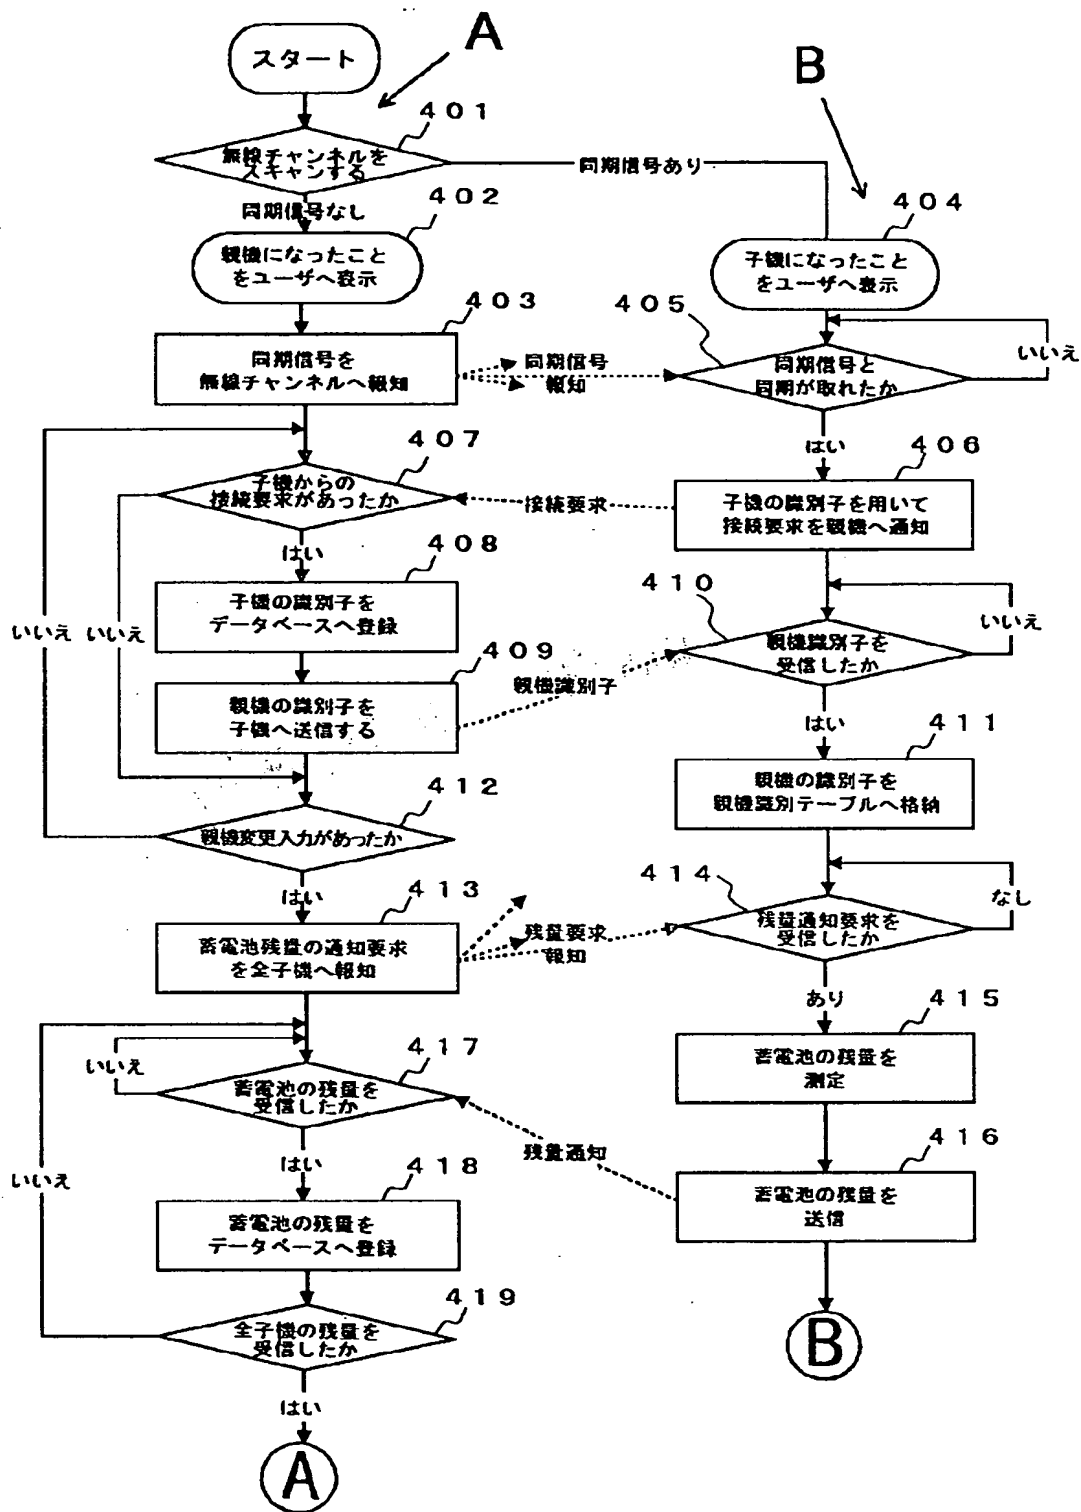 スタート
A
B
401
無線チャンネルを
スキャンする
同期信号あり
同期信号なし
402
親機になったこと
をユーザへ表示
404
子機になったこと
をユーザへ表示
403
同期信号を
無線チャンネルへ報知
同期信号
報知
405
同期信号と
同期が取れたか
いいえ
はい
407
子機からの
接続要求があったか
接続要求
406
子機の識別子を用いて
接続要求を親機へ通知
はい
408
子機の識別子を
データベースへ登録
いいえ
いいえ
410
親機識別子を
受信したか
いいえ
409
親機の識別子を
子機へ送信する
親機識別子
はい
411
親機の識別子を
親機識別テーブルへ格納
412
親機変更入力があったか
はい
413
蓄電池残量の通知要求
を全子機へ報知
残量要求
報知
414
残量通知要求を
受信したか
なし
あり
415
蓄電池の残量を
測定
417
蓄電池の残量を
受信したか
いいえ
はい
残量通知
416
蓄電池の残量を
送信
418
蓄電池の残量を
データベースへ登録
いいえ
419
全子機の残量を
受信したか
はい
B
A